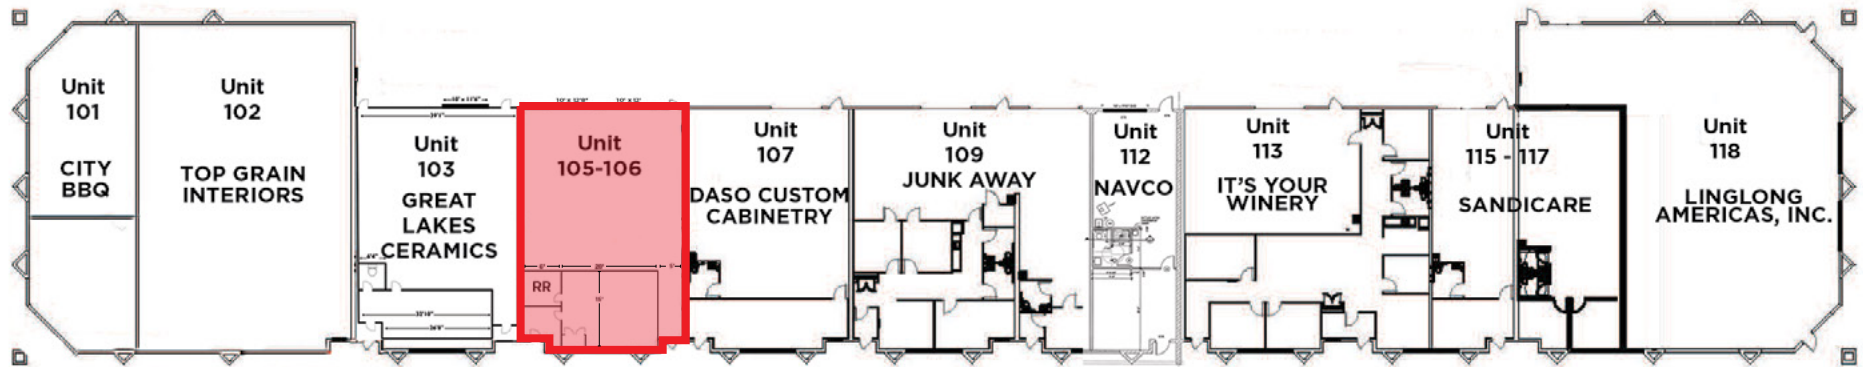 Unit
101
CITY
BBQ
Unit
102
TOP GRAIN
INTERIORS
Unit
103
GREAT
LAKES
CERAMICS
Unit
105-106
RR
Unit
107
DASO CUSTOM
CABINETRY
Unit
109
JUNK AWAY
Unit
112
NAVCO
Unit
113
IT'S YOUR
WINERY
Unit
115 - 117
SANDICARE
Unit
118
LINGLONG
AMERICAS, INC.